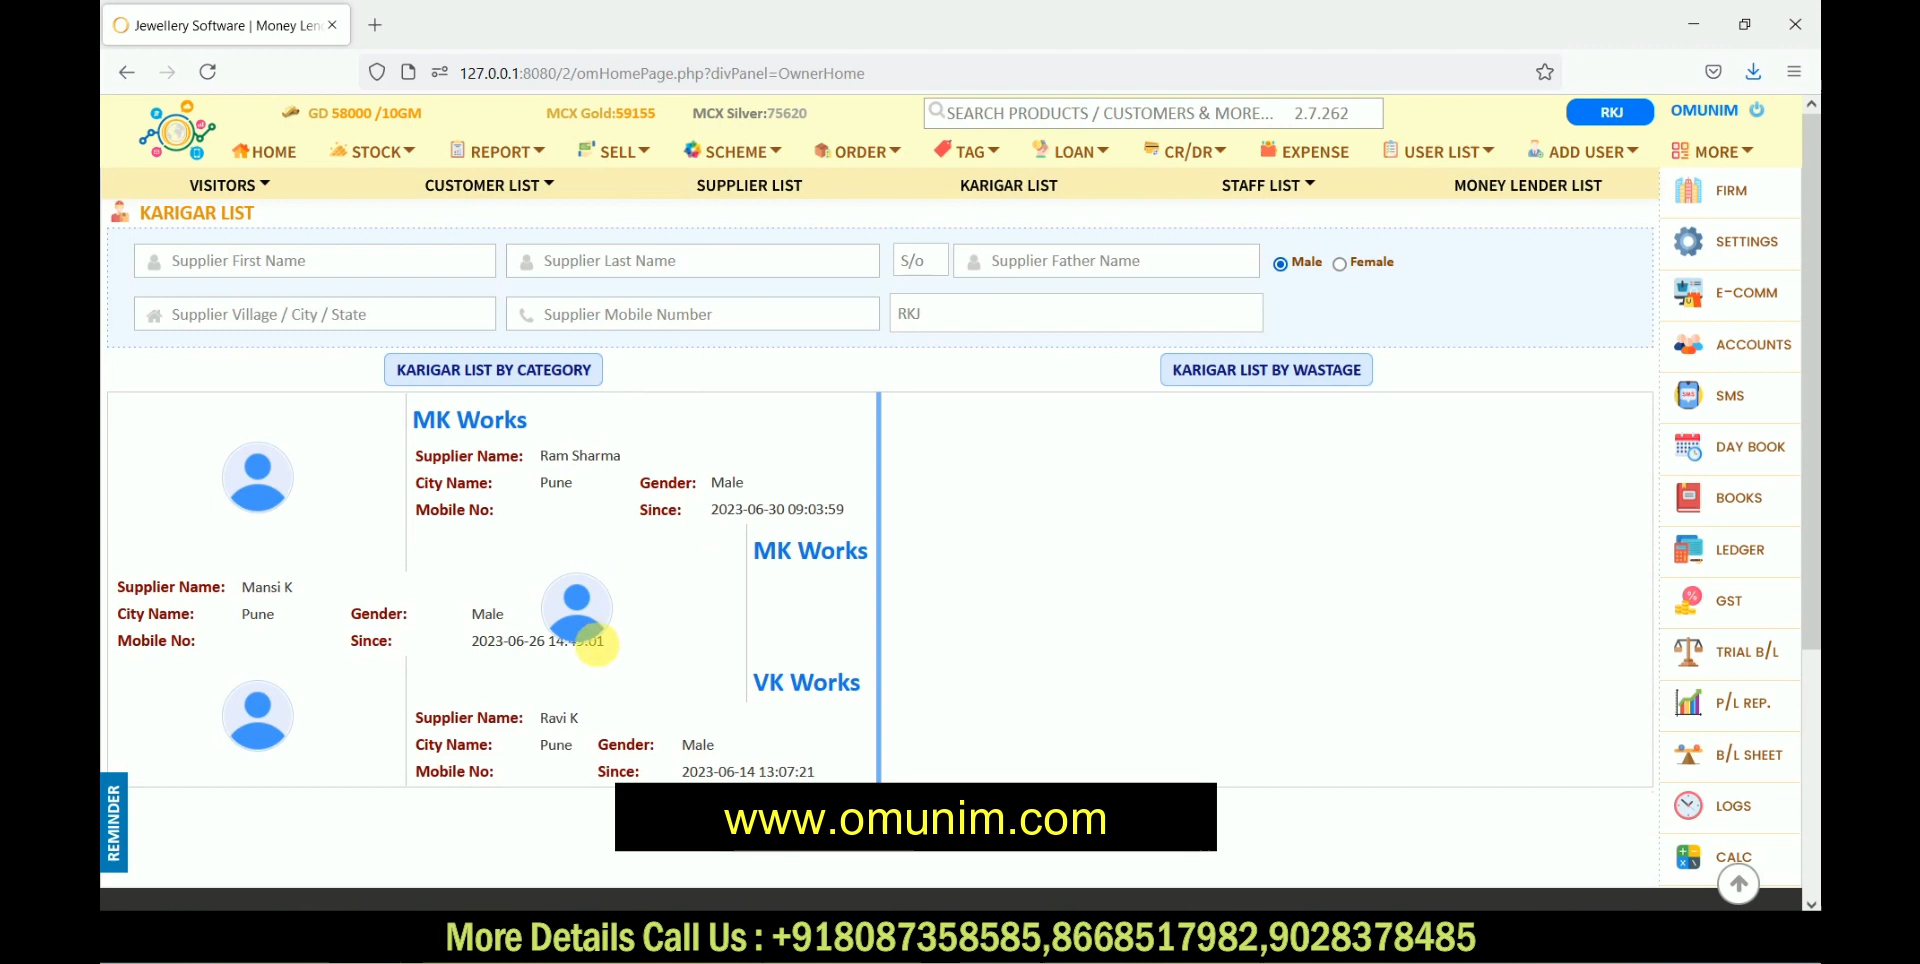 Jewellery Software | Money Len
127.0.0.1:8080/2/omHomePage.php?divPanel=OwnerHome
GD 58000 /10GM
MCX Gold:59155
MCX Silver:75620
SEARCH PRODUCTS / CUSTOMERS & MORE... 2.7.262
RKJ
OMUNIM
HOME
STOCK
REPORT
SELL
SCHEME
ORDER
TAG
LOAN
CR/DR
EXPENSE
USER LIST
ADD USER
MORE
VISITORS
CUSTOMER LIST
SUPPLIER LIST
KARIGAR LIST
STAFF LIST
MONEY LENDER LIST
KARIGAR LIST
Supplier First Name
Supplier Last Name
S/o
Supplier Father Name
Male
Female
Supplier Village / City / State
Supplier Mobile Number
RKJ
KARIGAR LIST BY CATEGORY
KARIGAR LIST BY WASTAGE
MK Works
Supplier Name: Ram Sharma
City Name: Pune Gender: Male
Mobile No: Since: 2023-06-30 09:03:59
MK Works
Supplier Name: Mansi K
City Name: Pune Gender: Male
Mobile No: Since: 2023-06-26 14:49:01
VK Works
Supplier Name: Ravi K
City Name: Pune Gender: Male
Mobile No: Since: 2023-06-14 13:07:21
FIRM
SETTINGS
E-COMM
ACCOUNTS
SMS
DAY BOOK
BOOKS
LEDGER
GST
TRIAL B/L
P/L REP.
B/L SHEET
LOGS
CALC
REMINDER
www.omunim.com
More Details Call Us : +918087358585,8668517982,9028378485